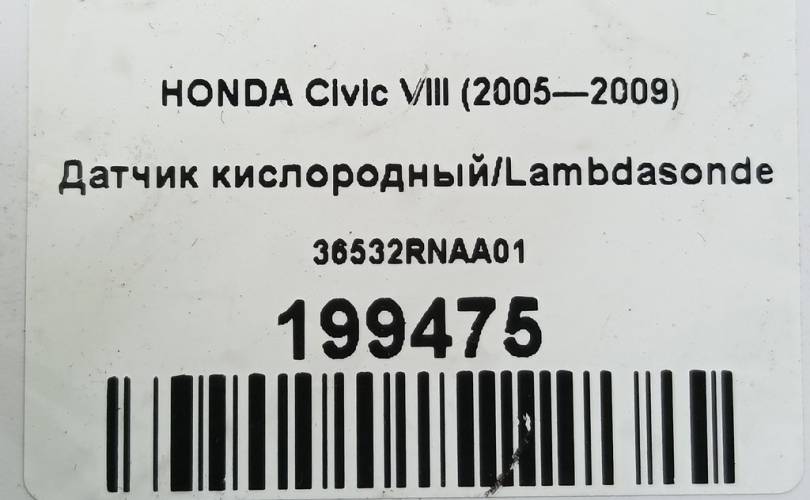 HONDA Civic VIII (2005—2009)
Датчик кислородный/Lambdasonde
36532RNAA01
199475